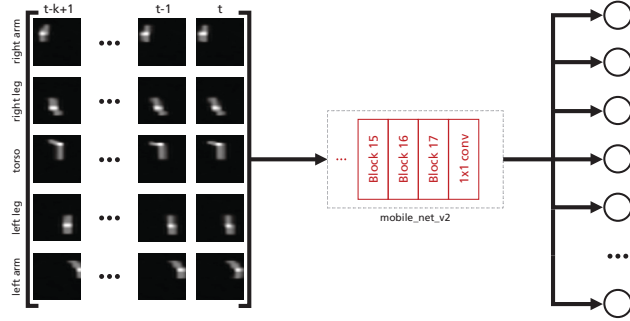 t-k+1 t-1 t
right arm
right leg
torso
left leg
left arm
...
Block 15
Block 16
Block 17
1x1 conv
mobile_net_v2